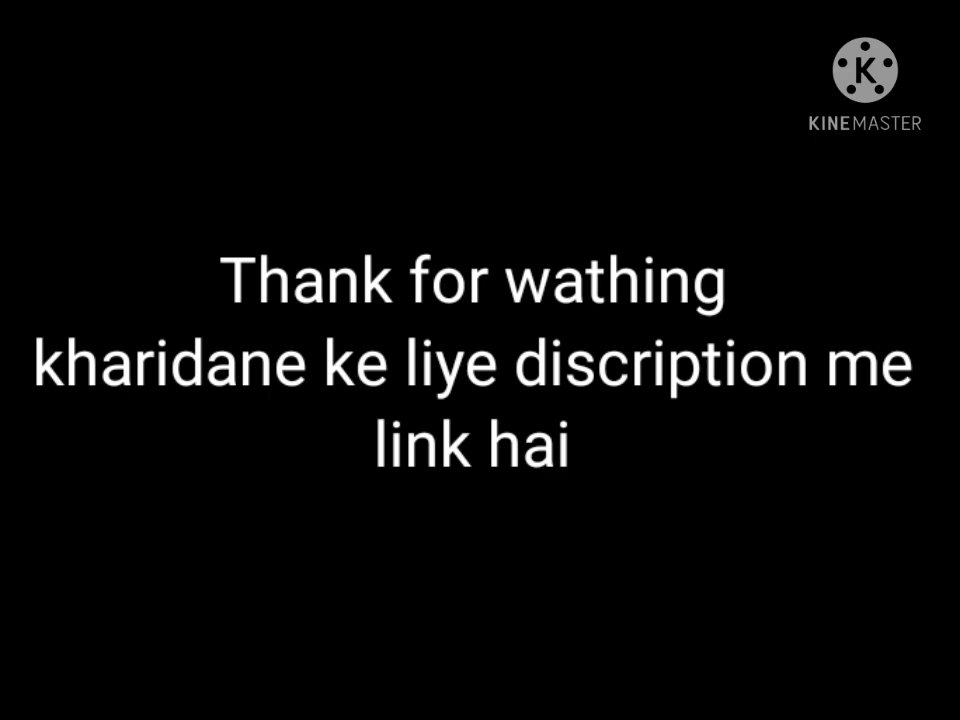 K
KINEMASTER
Thank for wathing
kharidane ke liye discription me
link hai